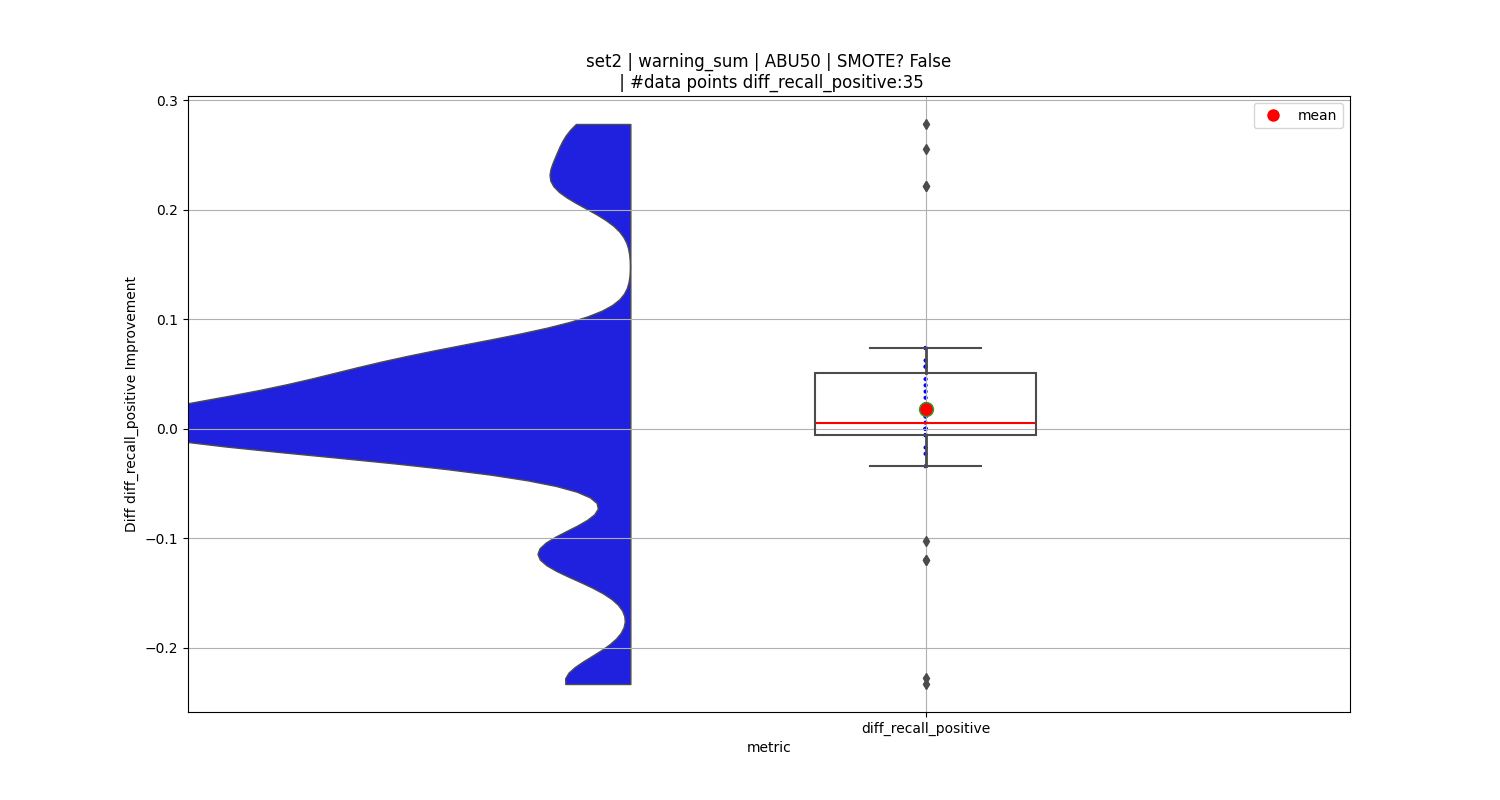 set2 | warning_sum | ABU50 | SMOTE? False
| #data points diff_recall_positive:35
mean
0.3
0.2
0.1
0.0
−0.1
−0.2
Diff diff_recall_positive Improvement
diff_recall_positive
metric